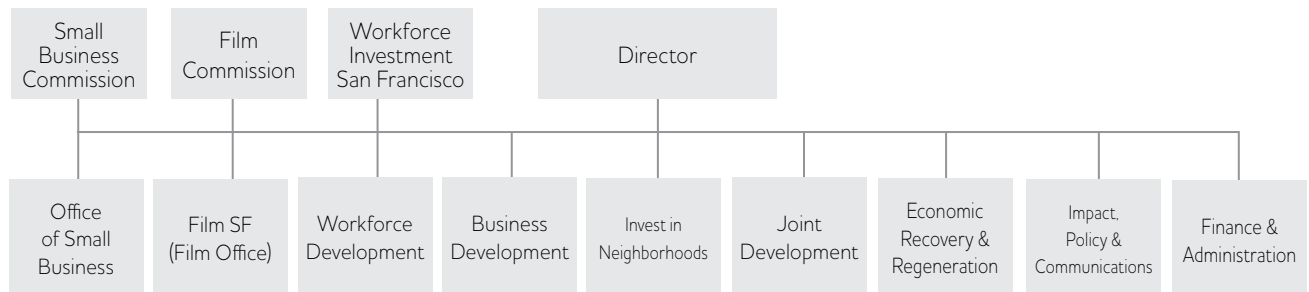 Small
Business
Commission
Film
Commission
Workforce
Investment
San Francisco
Director
Office
of Small
Business
Film SF
(Film Office)
Workforce
Development
Business
Development
Invest in
Neighborhoods
Joint
Development
Economic
Recovery &
Regeneration
Impact,
Policy &
Communications
Finance &
Administration